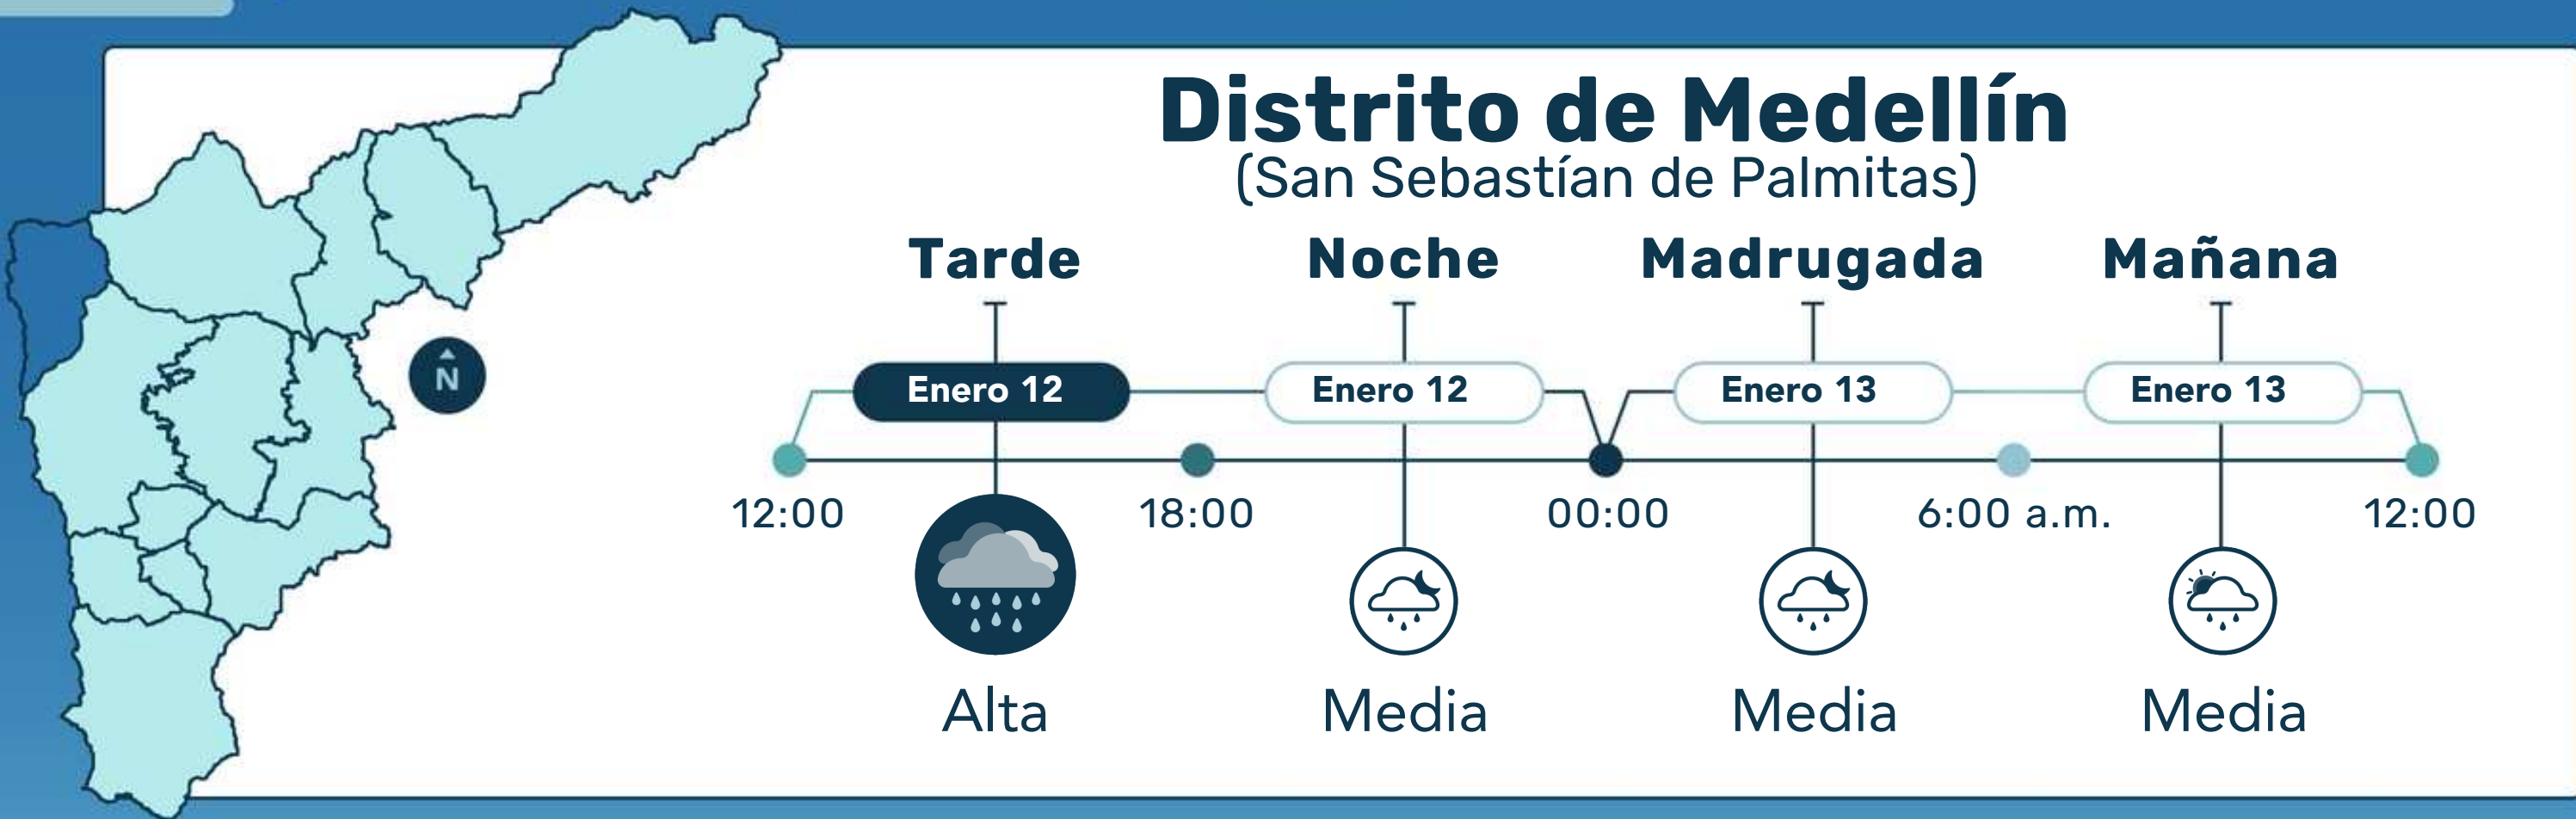 Distrito de Medellín
(San Sebastían de Palmitas)
Tarde Noche Madrugada Mañana
Enero 12 Enero 12 Enero 13 Enero 13
N
12:00 18:00 00:00 6:00 a.m. 12:00
Alta Media Media Media